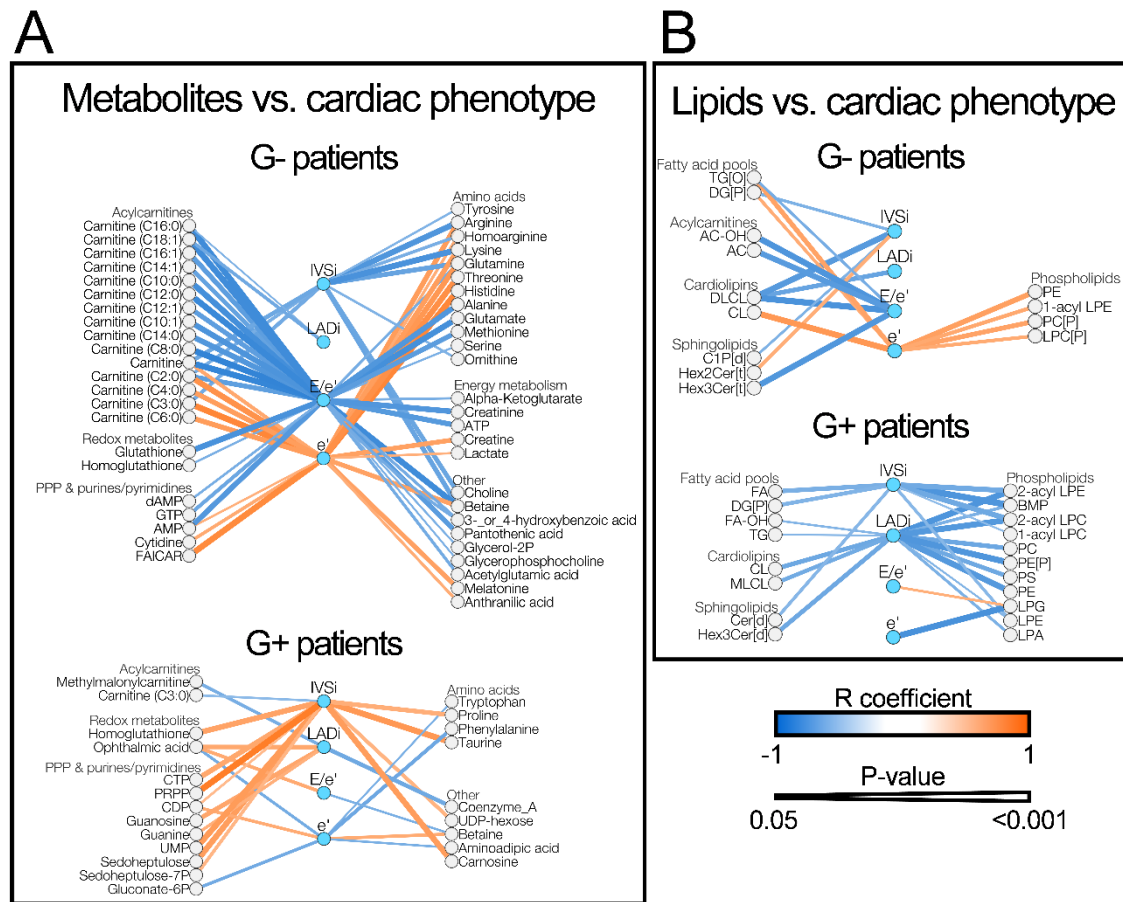 A
Metabolites vs. cardiac phenotype
G- patients
Acylcarnitines
Carnitine (C16:0)
Carnitine (C18:1)
Carnitine (C16:1)
Carnitine (C14:1)
Carnitine (C10:0)
Carnitine (C12:0)
Carnitine (C12:1)
Carnitine (C10:1)
Carnitine (C14:0)
Carnitine (C8:0)
Carnitine
Carnitine (C2:0)
Carnitine (C4:0)
Carnitine (C3:0)
Carnitine (C6:0)
Redox metabolites
Glutathione
Homoglutathione
PPP & purines/pyrimidines
dAMP
GTP
AMP
Cytidine
FAICAR
IVSi
LADi
E/e'
e'
Amino acids
Tyrosine
Arginine
Homoarginine
Lysine
Glutamine
Threonine
Histidine
Alanine
Glutamate
Methionine
Serine
Ornithine
Energy metabolism
Alpha-Ketoglutarate
Creatinine
ATP
Creatine
Lactate
Other
Choline
Betaine
3-_or_4-hydroxybenzoic acid
Pantothenic acid
Glycerol-2P
Glycerophosphocholine
Acetylglutamic acid
Melatonine
Anthranilic acid
G+ patients
Acylcarnitines
Methylmalonylcarnitine
Carnitine (C3:0)
Redox metabolites
Homoglutathione
Ophthalmic acid
PPP & purines/pyrimidines
CTP
PRPP
CDP
Guanosine
Guanine
UMP
Sedoheptulose
Sedoheptulose-7P
Gluconate-6P
IVSi
LADi
E/e'
e'
Amino acids
Tryptophan
Proline
Phenylalanine
Taurine
Other
Coenzyme_A
UDP-hexose
Betaine
Aminoadipic acid
Carnosine
B
Lipids vs. cardiac phenotype
G- patients
Fatty acid pools
TG[O]
DG[P]
Acylcarnitines
AC-OH
AC
Cardiolipins
DLCL
CL
Sphingolipids
C1P[d]
Hex2Cer[t]
Hex3Cer[t]
IVSi
LADi
E/e'
e'
Phospholipids
PE
1-acyl LPE
PC[P]
LPC[P]
G+ patients
Fatty acid pools
FA
DG[P]
FA-OH
TG
Cardiolipins
CL
MLCL
Sphingolipids
Cer[d]
Hex3Cer[d]
IVSi
LADi
E/e'
e'
Phospholipids
2-acyl LPE
BMP
2-acyl LPC
1-acyl LPC
PC
PE[P]
PS
PE
LPG
LPE
LPA
R coefficient
-1 1
P-value
0.05 <0.001